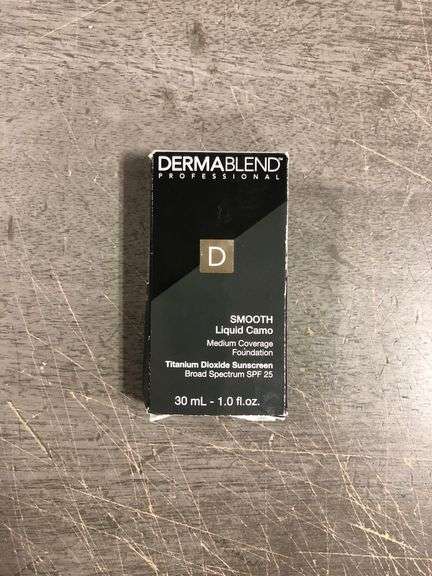 DERMABLEND™
PROFESSIONAL
D
SMOOTH
Liquid Camo
Medium Coverage
Foundation
Titanium Dioxide Sunscreen
Broad Spectrum SPF 25
30 mL - 1.0 fl.oz.